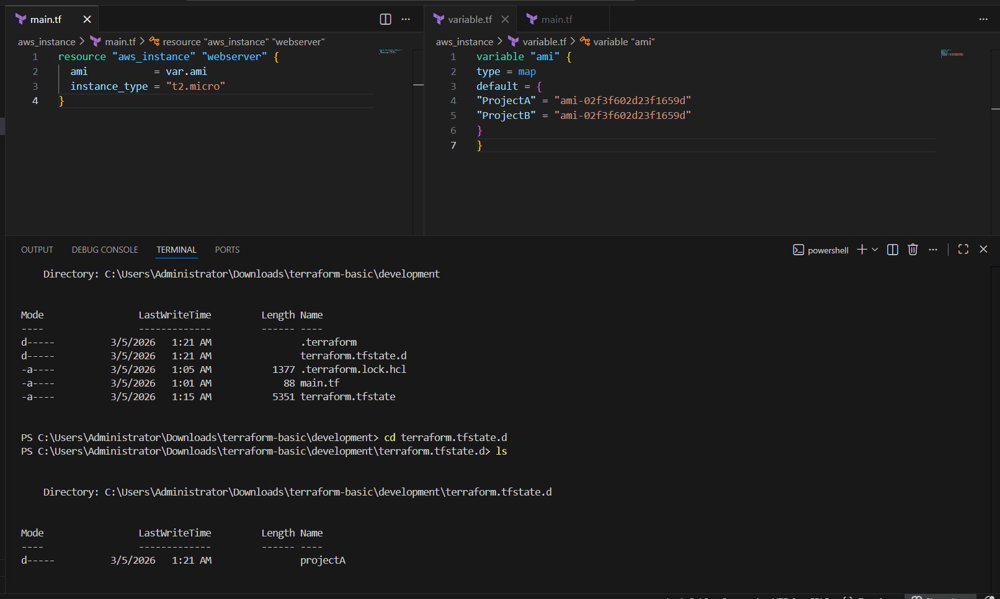 main.tf
variable.tf
main.tf
aws_instance > main.tf > resource "aws_instance" "webserver"
1 resource "aws_instance" "webserver" {
2 ami = var.ami
3 instance_type = "t2.micro"
4 }
aws_instance > variable.tf > variable "ami"
1 variable "ami" {
2 type = map
3 default = {
4 "ProjectA" = "ami-02f3f602d23f1659d"
5 "ProjectB" = "ami-02f3f602d23f1659d"
6 }
7 }
OUTPUT DEBUG CONSOLE TERMINAL PORTS
powershell
Directory: C:\Users\Administrator\Downloads\terraform-basic\development
Mode LastWriteTime Length Name
---- ------------- ------ ----
d----- 3/5/2026 1:21 AM .terraform
d----- 3/5/2026 1:21 AM terraform.tfstate.d
-a---- 3/5/2026 1:05 AM 1377 .terraform.lock.hcl
-a---- 3/5/2026 1:01 AM 88 main.tf
-a---- 3/5/2026 1:15 AM 5351 terraform.tfstate
PS C:\Users\Administrator\Downloads\terraform-basic\development> cd terraform.tfstate.d
PS C:\Users\Administrator\Downloads\terraform-basic\development\terraform.tfstate.d> ls
Directory: C:\Users\Administrator\Downloads\terraform-basic\development\terraform.tfstate.d
Mode LastWriteTime Length Name
---- ------------- ------ ----
d----- 3/5/2026 1:21 AM projectA